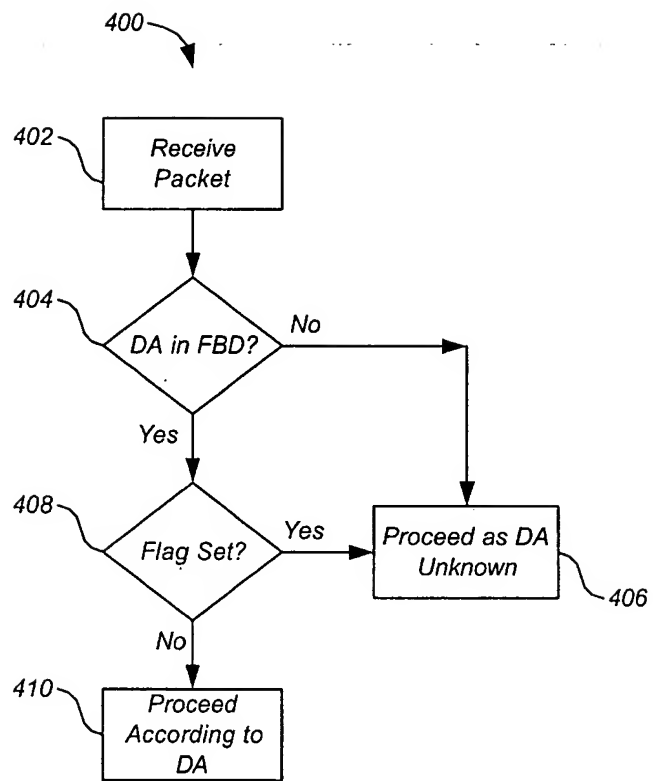 400
402
Receive
Packet
404
DA in FBD?
No
Yes
408
Flag Set?
Yes
Proceed as DA
Unknown
406
No
410
Proceed
According to
DA